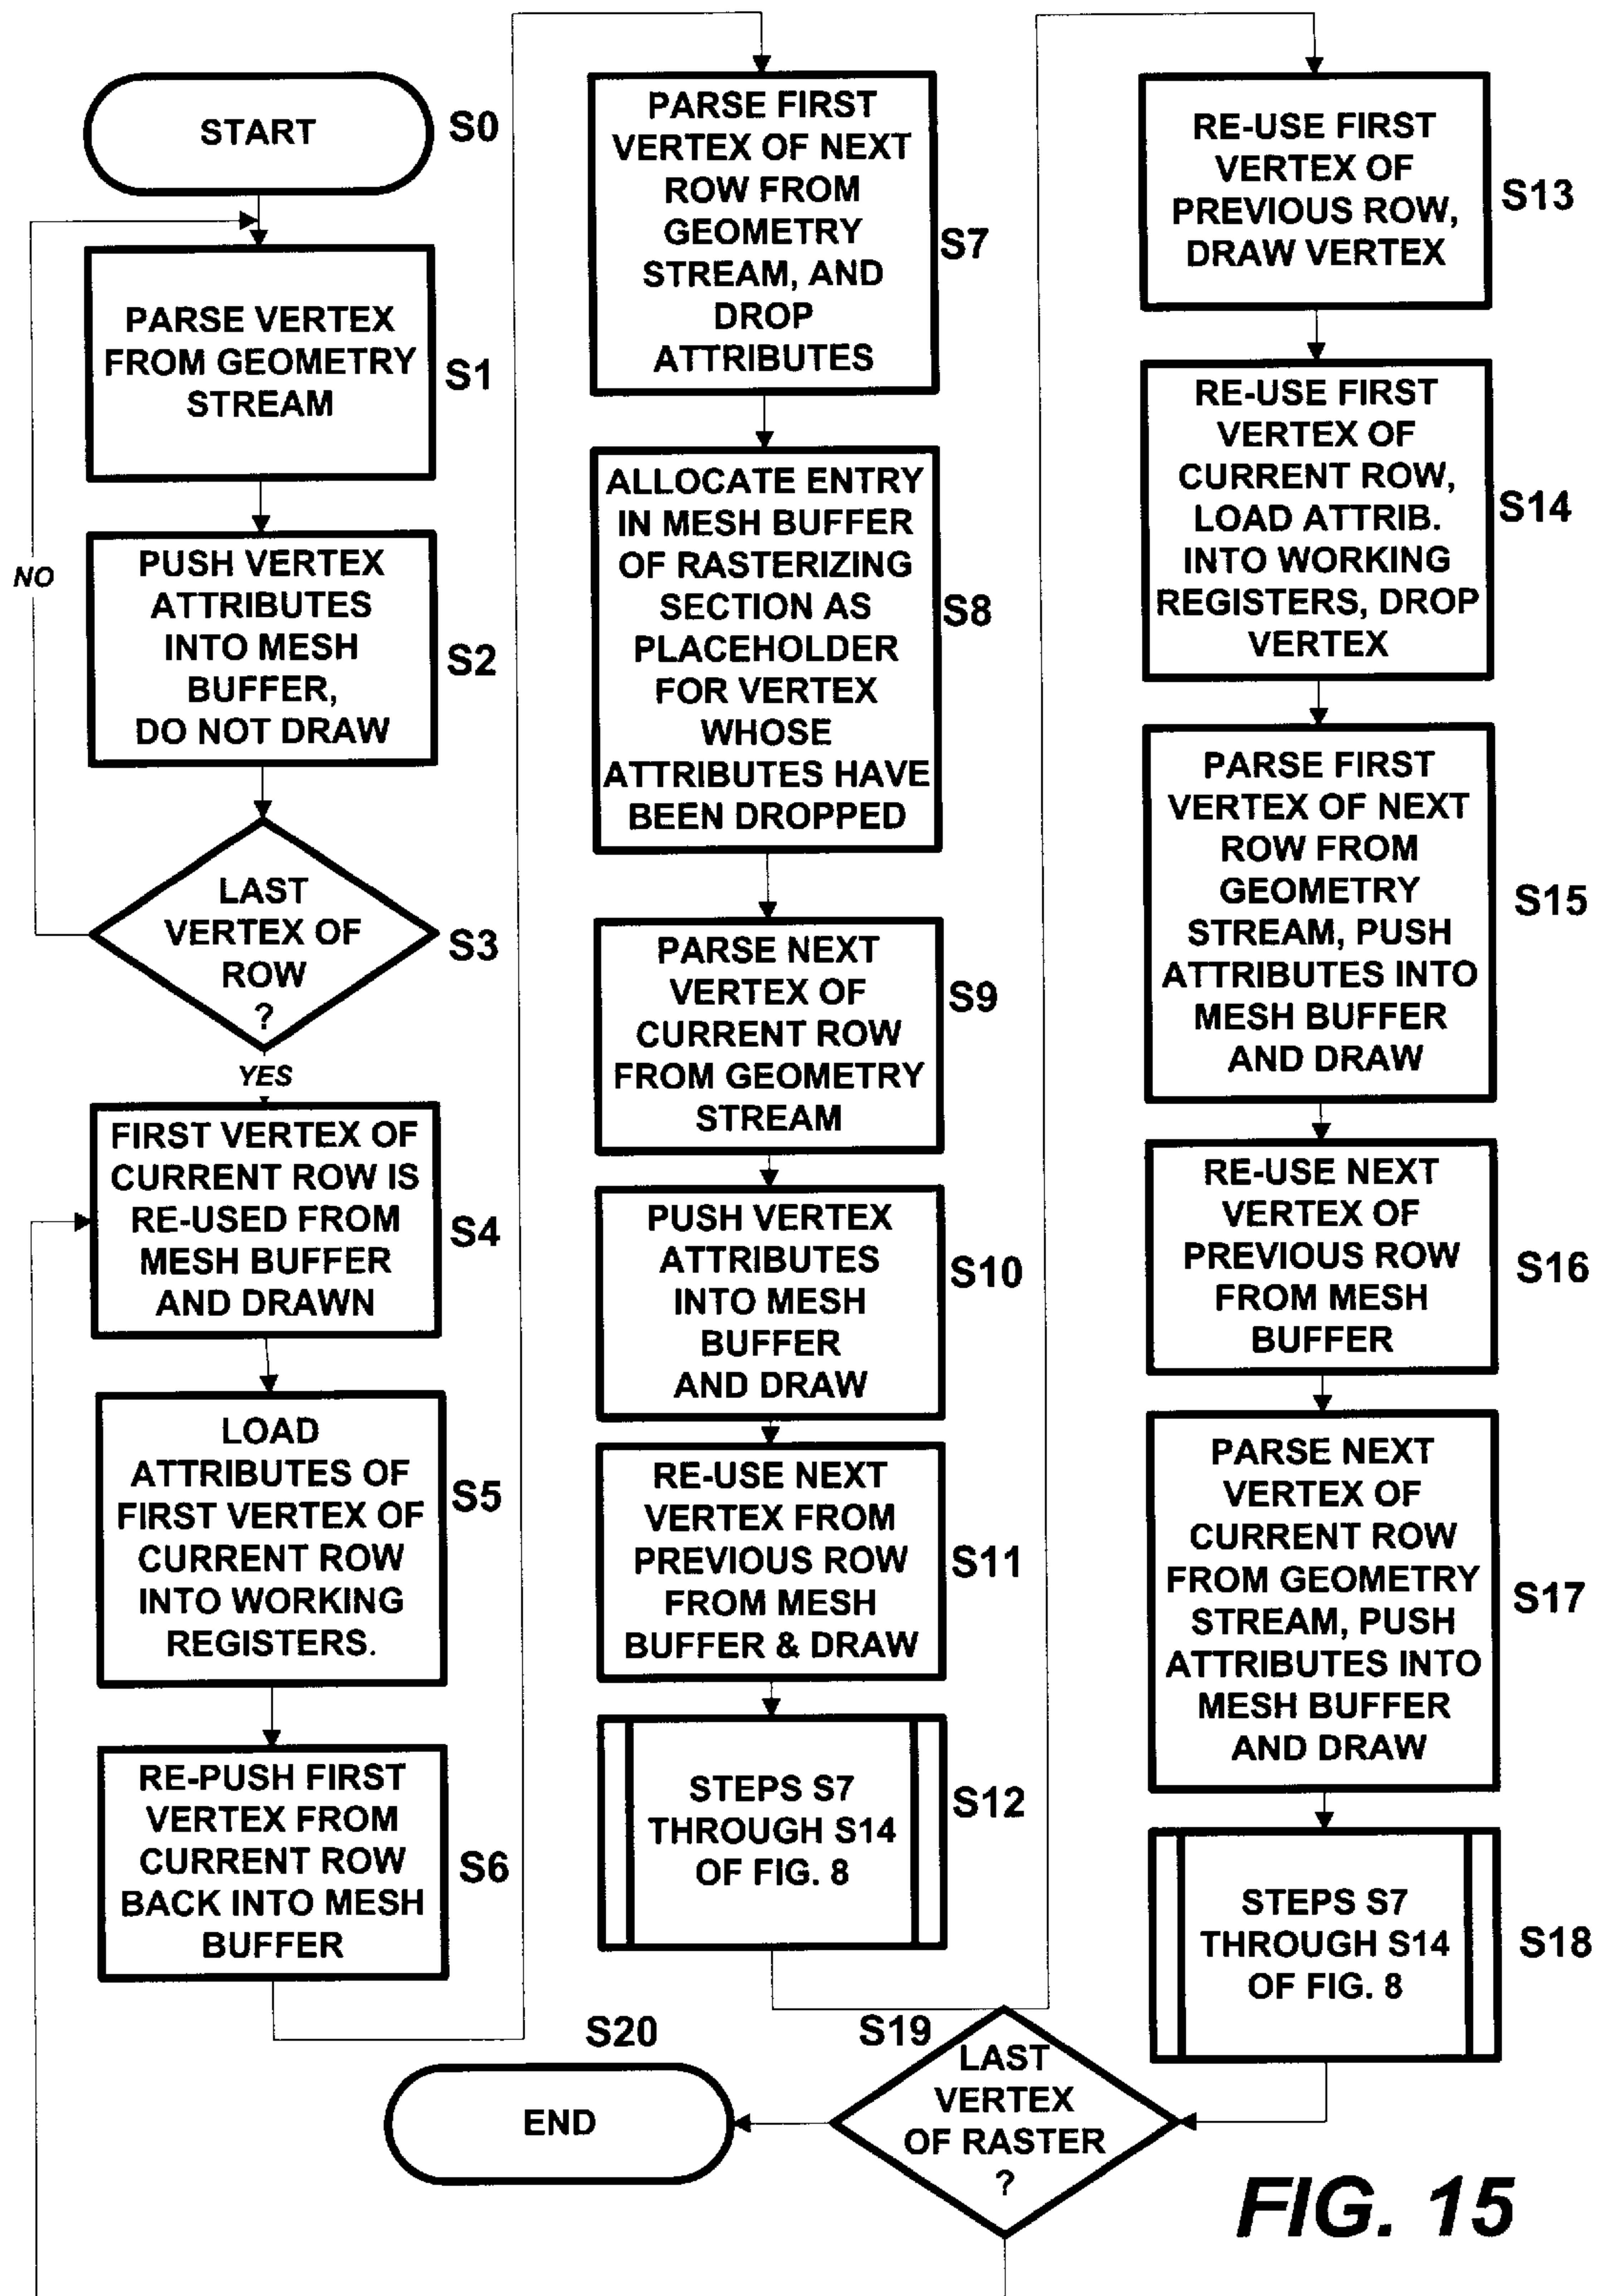 START
S0
PARSE VERTEX
FROM GEOMETRY
STREAM
S1
PUSH VERTEX
ATTRIBUTES
INTO MESH
BUFFER,
DO NOT DRAW
S2
NO
LAST
VERTEX OF
ROW
?
S3
YES
FIRST VERTEX OF
CURRENT ROW IS
RE-USED FROM
MESH BUFFER
AND DRAWN
S4
LOAD
ATTRIBUTES OF
FIRST VERTEX OF
CURRENT ROW
INTO WORKING
REGISTERS.
S5
RE-PUSH FIRST
VERTEX FROM
CURRENT ROW
BACK INTO MESH
BUFFER
S6
PARSE FIRST
VERTEX OF NEXT
ROW FROM
GEOMETRY
STREAM, AND
DROP
ATTRIBUTES
S7
ALLOCATE ENTRY
IN MESH BUFFER
OF RASTERIZING
SECTION AS
PLACEHOLDER
FOR VERTEX
WHOSE
ATTRIBUTES HAVE
BEEN DROPPED
S8
PARSE NEXT
VERTEX OF
CURRENT ROW
FROM GEOMETRY
STREAM
S9
PUSH VERTEX
ATTRIBUTES
INTO MESH
BUFFER
AND DRAW
S10
RE-USE NEXT
VERTEX FROM
PREVIOUS ROW
FROM MESH
BUFFER & DRAW
S11
STEPS S7
THROUGH S14
OF FIG. 8
S12
RE-USE FIRST
VERTEX OF
PREVIOUS ROW,
DRAW VERTEX
S13
RE-USE FIRST
VERTEX OF
CURRENT ROW,
LOAD ATTRIB.
INTO WORKING
REGISTERS, DROP
VERTEX
S14
PARSE FIRST
VERTEX OF NEXT
ROW FROM
GEOMETRY
STREAM, PUSH
ATTRIBUTES INTO
MESH BUFFER
AND DRAW
S15
RE-USE NEXT
VERTEX OF
PREVIOUS ROW
FROM MESH
BUFFER
S16
PARSE NEXT
VERTEX OF
CURRENT ROW
FROM GEOMETRY
STREAM, PUSH
ATTRIBUTES INTO
MESH BUFFER
AND DRAW
S17
STEPS S7
THROUGH S14
OF FIG. 8
S18
S19
LAST
VERTEX
OF RASTER
?
S20
END
FIG. 15